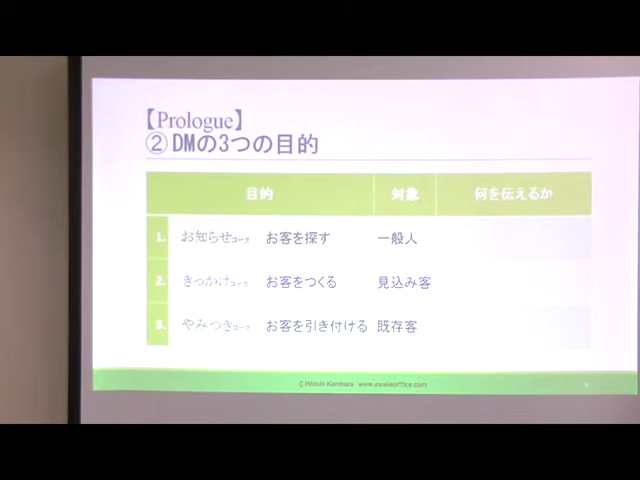 【Prologue】
②DMの3つの目的
目的 対象 何を伝えるか
1. お知らせコース お客を探す 一般人
2. きっかけコース お客をつくる 見込み客
3. やみつきコース お客を引き付ける 既存客
www.awakeoffice.com